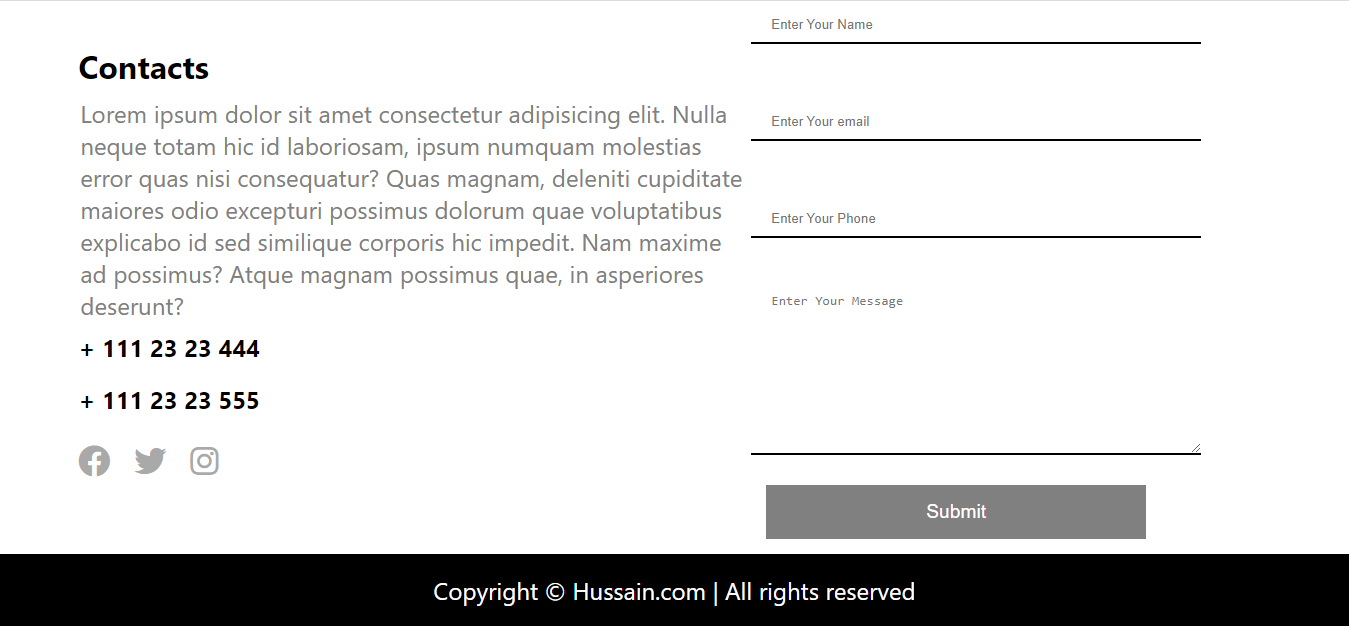 Contacts
Lorem ipsum dolor sit amet consectetur adipisicing elit. Nulla
neque totam hic id laboriosam, ipsum numquam molestias
error quas nisi consequatur? Quas magnam, deleniti cupiditate
maiores odio excepturi possimus dolorum quae voluptatibus
explicabo id sed similique corporis hic impedit. Nam maxime
ad possimus? Atque magnam possimus quae, in asperiores
deserunt?
+ 111 23 23 444
+ 111 23 23 555
Enter Your Name
Enter Your email
Enter Your Phone
Enter Your Message
Submit
Copyright © Hussain.com | All rights reserved